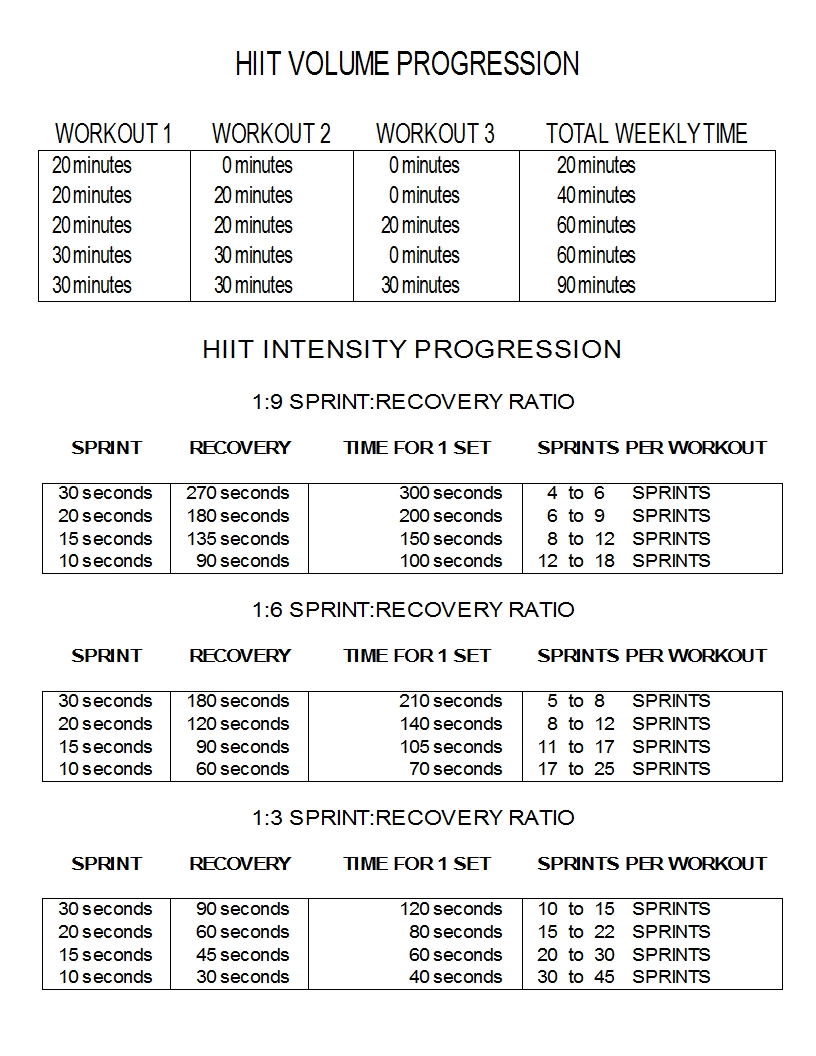 HIIT VOLUME PROGRESSION
WORKOUT 1 WORKOUT 2 WORKOUT 3 TOTAL WEEKLY TIME
20 minutes 0 minutes 0 minutes 20 minutes
20 minutes 20 minutes 0 minutes 40 minutes
20 minutes 20 minutes 20 minutes 60 minutes
30 minutes 30 minutes 0 minutes 60 minutes
30 minutes 30 minutes 30 minutes 90 minutes
HIIT INTENSITY PROGRESSION
1:9 SPRINT:RECOVERY RATIO
SPRINT RECOVERY TIME FOR 1 SET SPRINTS PER WORKOUT
30 seconds 270 seconds 300 seconds 4 to 6 SPRINTS
20 seconds 180 seconds 200 seconds 6 to 9 SPRINTS
15 seconds 135 seconds 150 seconds 8 to 12 SPRINTS
10 seconds 90 seconds 100 seconds 12 to 18 SPRINTS
1:6 SPRINT:RECOVERY RATIO
SPRINT RECOVERY TIME FOR 1 SET SPRINTS PER WORKOUT
30 seconds 180 seconds 210 seconds 5 to 8 SPRINTS
20 seconds 120 seconds 140 seconds 8 to 12 SPRINTS
15 seconds 90 seconds 105 seconds 11 to 17 SPRINTS
10 seconds 60 seconds 70 seconds 17 to 25 SPRINTS
1:3 SPRINT:RECOVERY RATIO
SPRINT RECOVERY TIME FOR 1 SET SPRINTS PER WORKOUT
30 seconds 90 seconds 120 seconds 10 to 15 SPRINTS
20 seconds 60 seconds 80 seconds 15 to 22 SPRINTS
15 seconds 45 seconds 60 seconds 20 to 30 SPRINTS
10 seconds 30 seconds 40 seconds 30 to 45 SPRINTS